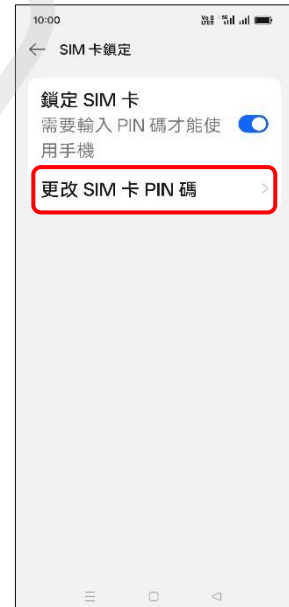 10:00
SIM 卡鎖定
鎖定 SIM 卡
需要輸入 PIN 碼才能使
用手機
更改 SIM 卡 PIN 碼